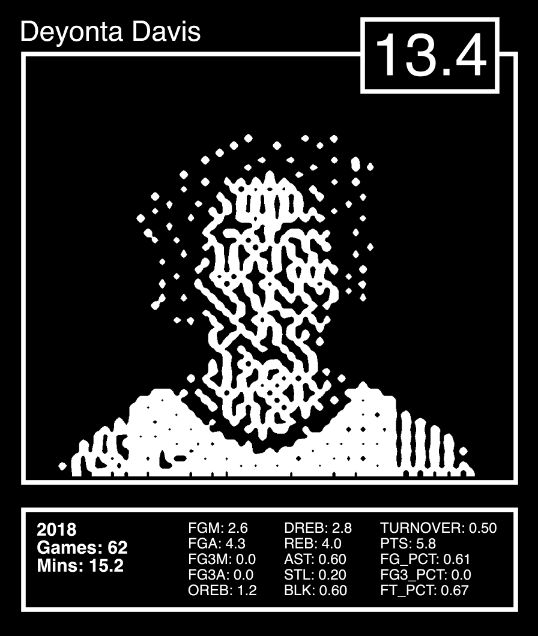 Deyonta Davis
13.4
2018
Games: 62
Mins: 15.2
FGM: 2.6
FGA: 4.3
FG3M: 0.0
FG3A: 0.0
OREB: 1.2
DREB: 2.8
REB: 4.0
AST: 0.60
STL: 0.20
BLK: 0.60
TURNOVER: 0.50
PTS: 5.8
FG_PCT: 0.61
FG3_PCT: 0.0
FT_PCT: 0.67